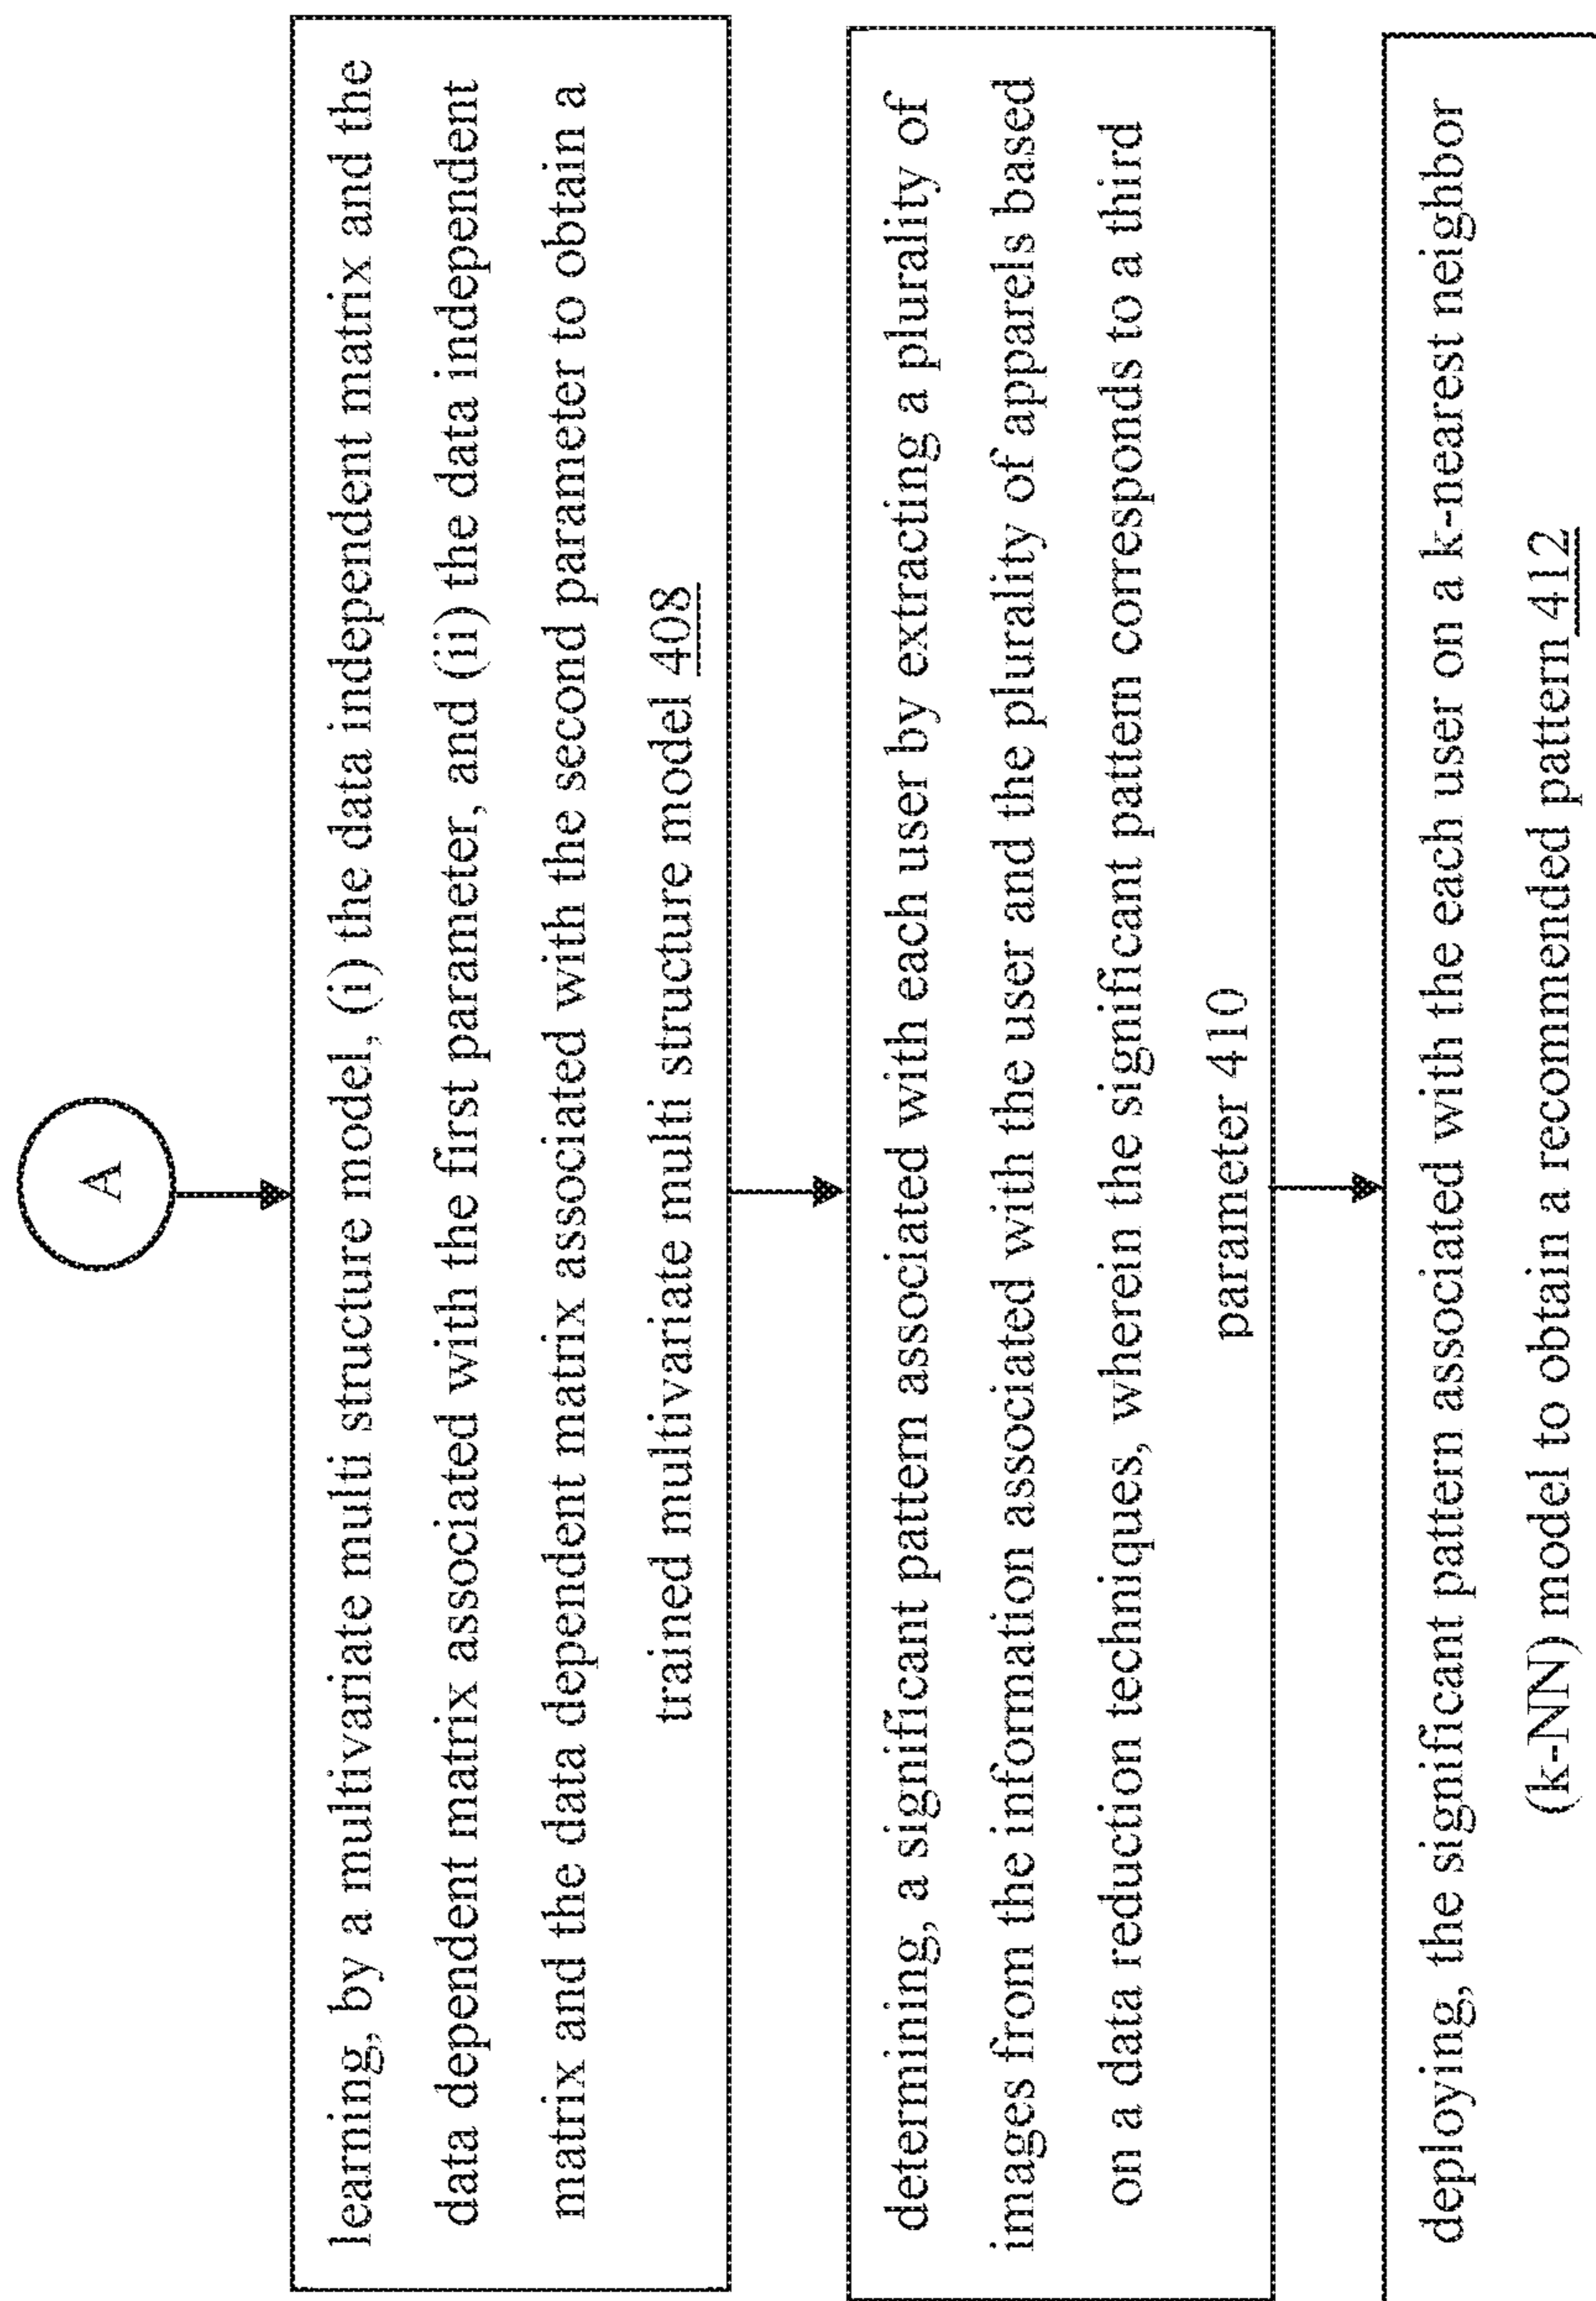 A
learning, by a multivariate multi structure model, (i) the data independent matrix and the
data dependent matrix associated with the first parameter, and (ii) the data independent
matrix and the data dependent matrix associated with the second parameter to obtain a
trained multivariate multi structure model 408
determining, a significant pattern associated with each user by extracting a plurality of
images from the information associated with the user and the plurality of apparels based
on a data reduction techniques, wherein the significant pattern corresponds to a third
parameter 410
deploying, the significant pattern associated with the each user on a k-nearest neighbor
(k-NN) model to obtain a recommended pattern 412